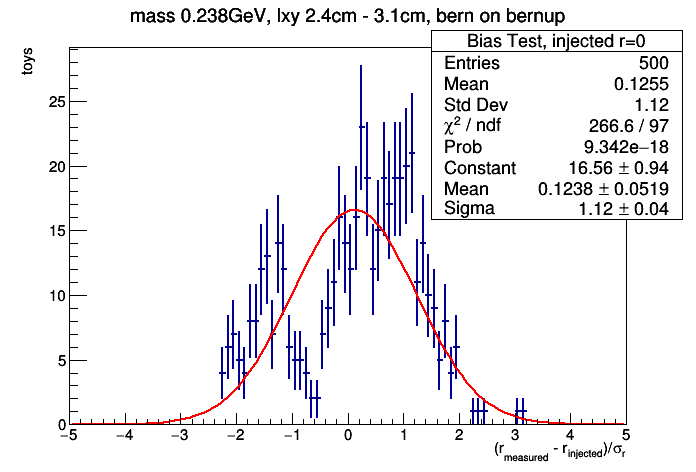 mass 0.238GeV, lxy 2.4cm - 3.1cm, bern on bernup
toys
Bias Test, injected r=0
Entries 500
Mean 0.1255
Std Dev 1.12
χ² / ndf 266.6 / 97
Prob 9.342e−18
Constant 16.56 ± 0.94
Mean 0.1238 ± 0.0519
Sigma 1.12 ± 0.04
25
20
15
10
5
0
−5 −4 −3 −2 −1 0 1 2 3 4 5
(r_measured - r_injected)/σ_r